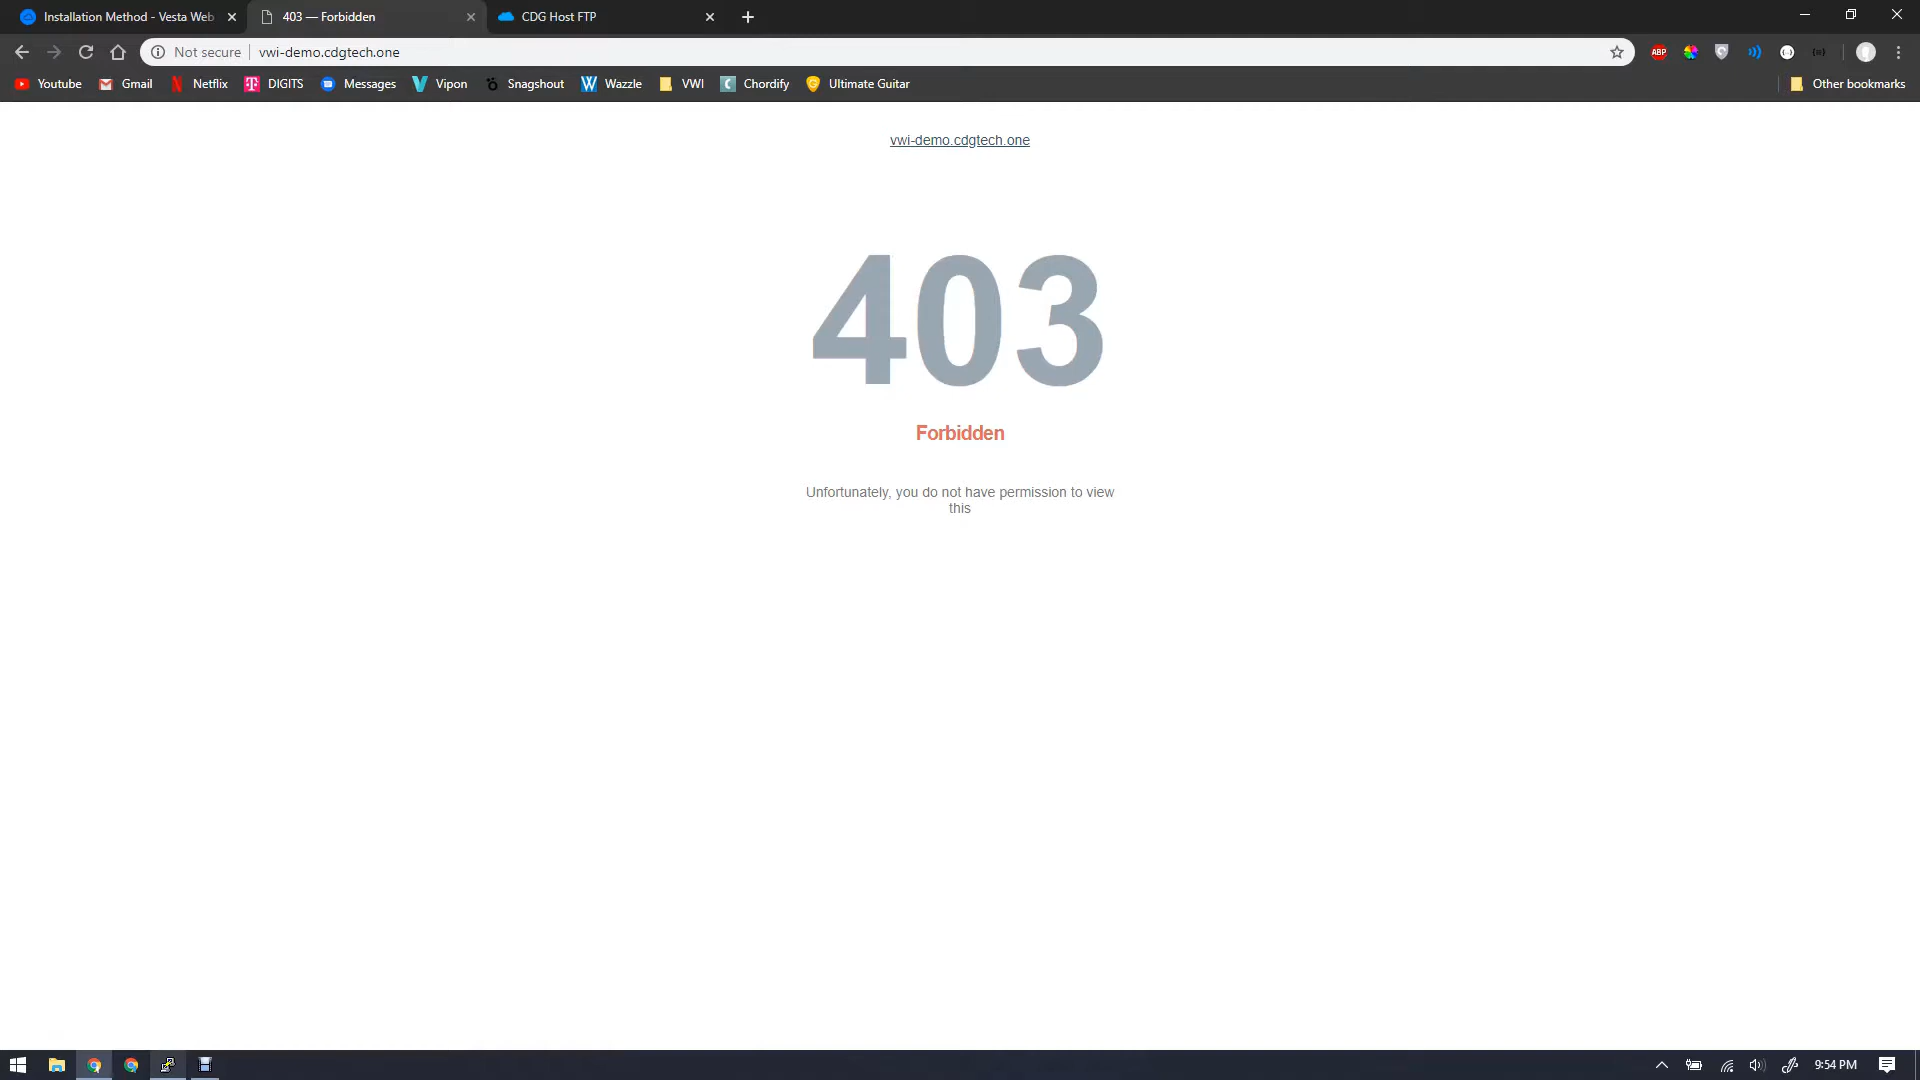 Installation Method - Vesta Web
403 — Forbidden
CDG Host FTP
Not secure
vwi-demo.cdgtech.one
ABP
Youtube
Gmail
Netflix
DIGITS
Messages
Vipon
Snagshout
Wazzle
VWI
Chordify
Ultimate Guitar
Other bookmarks
vwi-demo.cdgtech.one
403
Forbidden
Unfortunately, you do not have permission to view
this
9:54 PM